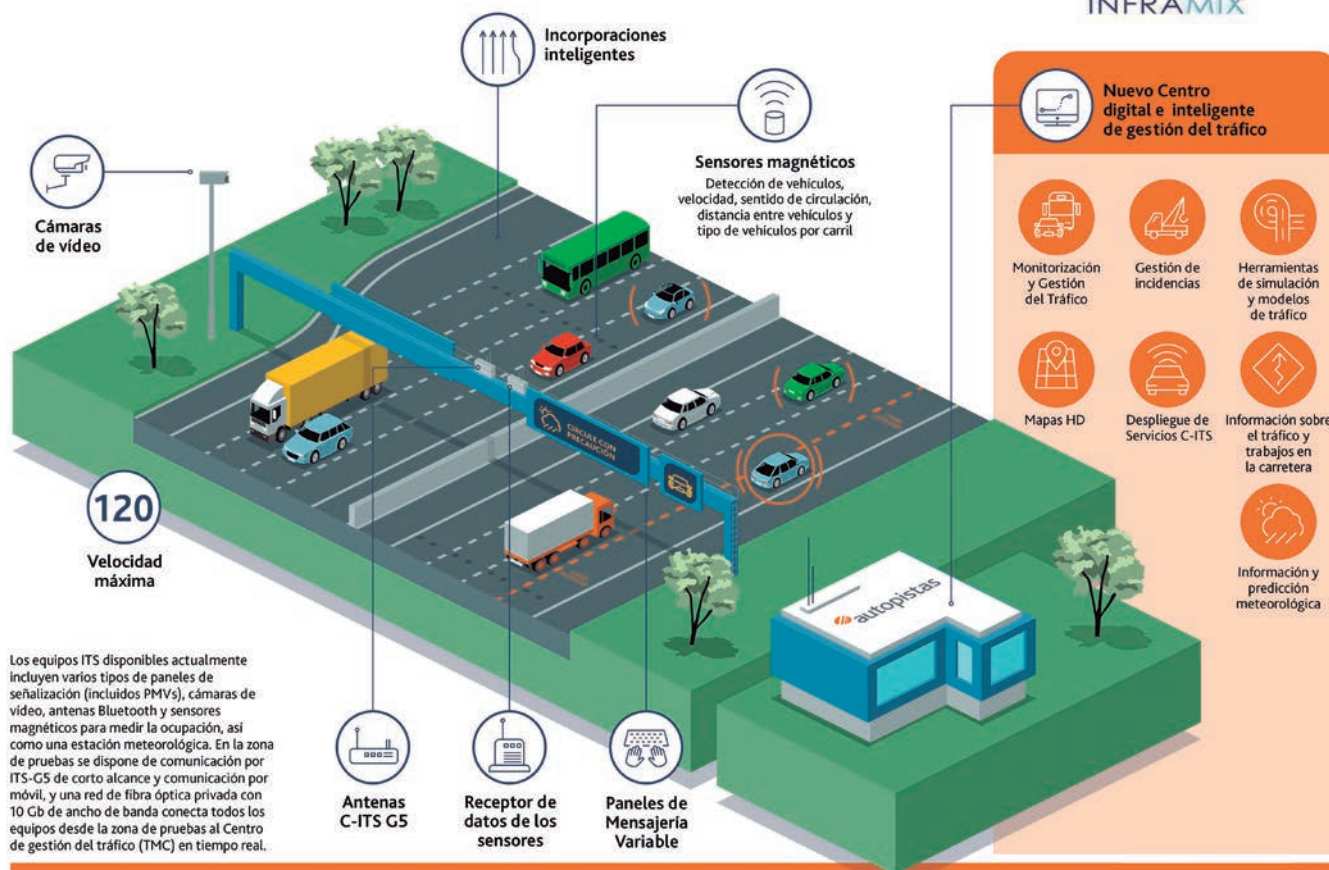 INFRAMIX
Incorporaciones
inteligentes
Cámaras
de vídeo
Sensores magnéticos
Detección de vehículos,
velocidad, sentido de circulación,
distancia entre vehículos y
tipo de vehículos por carril
Nuevo Centro
digital e inteligente
de gestión del tráfico
Monitorización
y Gestión
del Tráfico
Gestión de
incidencias
Herramientas
de simulación
y modelos
de tráfico
Mapas HD
Despliegue de
Servicios C-ITS
Información sobre
el tráfico y
trabajos en
la carretera
Información y
predicción
meteorológica
CIRCULE CON
PRECAUCIÓN
120
Velocidad
máxima
autopistas
Los equipos ITS disponibles actualmente
incluyen varios tipos de paneles de
señalización (incluidos PMVs), cámaras de
vídeo, antenas Bluetooth y sensores
magnéticos para medir la ocupación, así
como una estación meteorológica. En la zona
de pruebas se dispone de comunicación por
ITS-G5 de corto alcance y comunicación por
móvil, y una red de fibra óptica privada con
10 Gb de ancho de banda conecta todos los
equipos desde la zona de pruebas al Centro
de gestión del tráfico (TMC) en tiempo real.
Antenas
C-ITS G5
Receptor de
datos de los
sensores
Paneles de
Mensajería
Variable